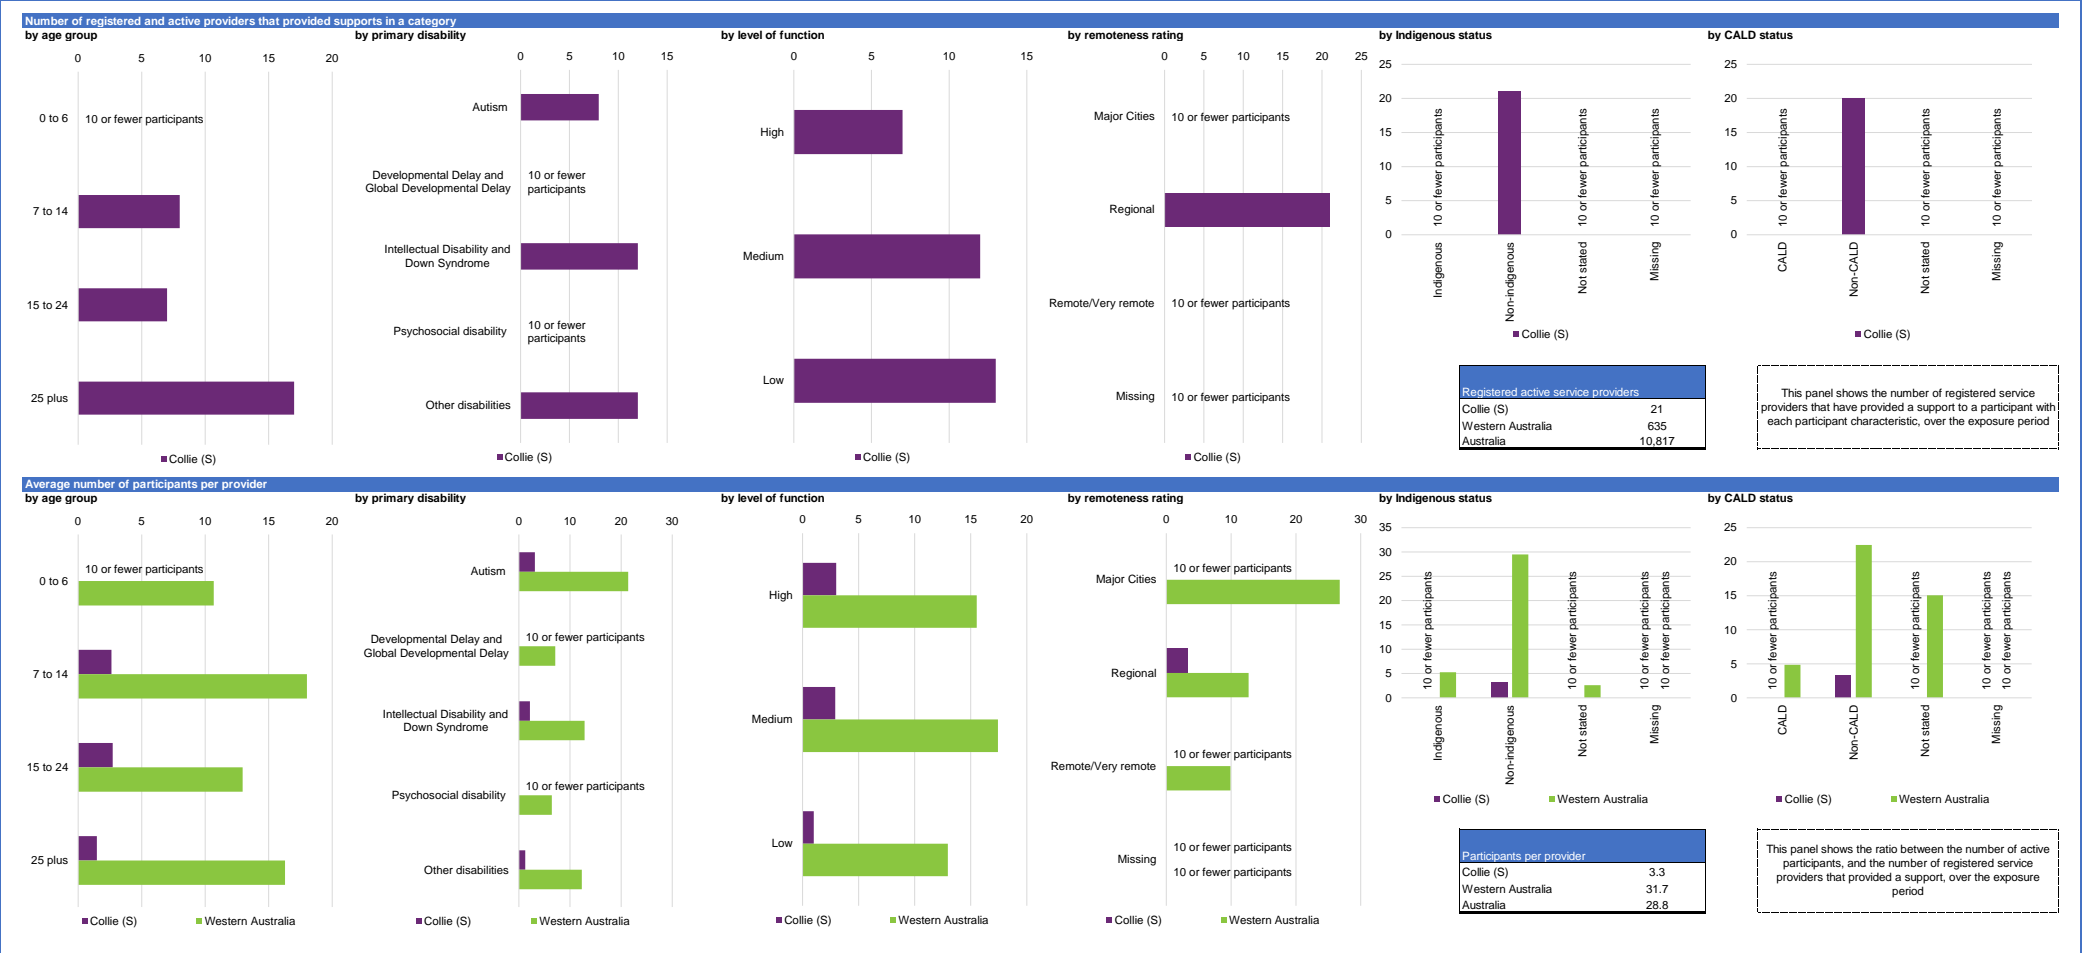 Number of registered and active providers that provided supports in a category
by age group
0 5 10 15 20
0 to 6
10 or fewer participants
7 to 14
15 to 24
25 plus
Collie (S)
by primary disability
0 5 10 15
Autism
Developmental Delay and
Global Developmental Delay
10 or fewer
participants
Intellectual Disability and
Down Syndrome
Psychosocial disability
10 or fewer
participants
Other disabilities
Collie (S)
by level of function
0 5 10 15
High
Medium
Low
Collie (S)
by remoteness rating
0 5 10 15 20 25
Major Cities
10 or fewer participants
Regional
Remote/Very remote
10 or fewer participants
Missing
10 or fewer participants
Collie (S)
by Indigenous status
25
20
15
10
5
0
10 or fewer participants
10 or fewer participants
10 or fewer participants
Indigenous
Non-indigenous
Not stated
Missing
Collie (S)
by CALD status
25
20
15
10
5
0
10 or fewer participants
10 or fewer participants
10 or fewer participants
CALD
Non-CALD
Not stated
Missing
Collie (S)
Registered active service providers
Collie (S) 21
Western Australia 635
Australia 10,817
This panel shows the number of registered service
providers that have provided a support to a participant with
each participant characteristic, over the exposure period
Average number of participants per provider
by age group
0 5 10 15 20
0 to 6
10 or fewer participants
7 to 14
15 to 24
25 plus
Collie (S) Western Australia
by primary disability
0 10 20 30
Autism
Developmental Delay and
Global Developmental Delay
10 or fewer participants
Intellectual Disability and
Down Syndrome
Psychosocial disability
10 or fewer participants
Other disabilities
Collie (S) Western Australia
by level of function
0 5 10 15 20
High
Medium
Low
Collie (S) Western Australia
by remoteness rating
0 10 20 30
Major Cities
10 or fewer participants
Regional
Remote/Very remote
10 or fewer participants
Missing
10 or fewer participants
10 or fewer participants
Collie (S) Western Australia
by Indigenous status
35
30
25
20
15
10
5
0
10 or fewer participants
10 or fewer participants
10 or fewer participants
10 or fewer participants
Indigenous
Non-indigenous
Not stated
Missing
Collie (S) Western Australia
by CALD status
25
20
15
10
5
0
10 or fewer participants
10 or fewer participants
10 or fewer participants
10 or fewer participants
CALD
Non-CALD
Not stated
Missing
Collie (S) Western Australia
Participants per provider
Collie (S) 3.3
Western Australia 31.7
Australia 28.8
This panel shows the ratio between the number of active
participants, and the number of registered service
providers that provided a support, over the exposure
period